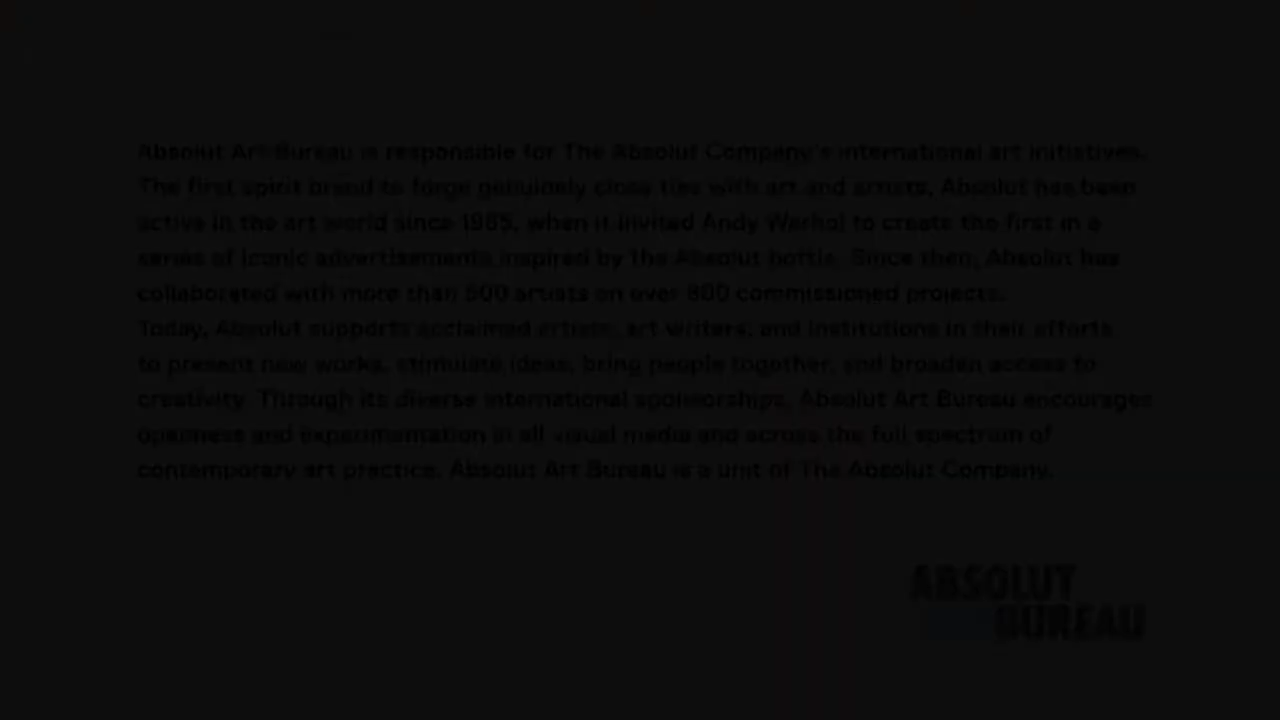 Absolut Art Bureau is responsible for The Absolut Company's international art initiatives.
The first spirit brand to forge genuinely close ties with art and artists, Absolut has been
active in the art world since 1985, when it invited Andy Warhol to create the first in a
series of iconic advertisements inspired by the Absolut bottle. Since then, Absolut has
collaborated with more than 500 artists on over 800 commissioned projects.
Today, Absolut supports acclaimed artists, art writers, and institutions in their efforts
to present new works, stimulate ideas, bring people together, and broaden access to
creativity. Through its diverse international sponsorships, Absolut Art Bureau encourages
openness and experimentation in all visual media and across the full spectrum of
contemporary art practice. Absolut Art Bureau is a unit of The Absolut Company.
ABSOLUT
BUREAU